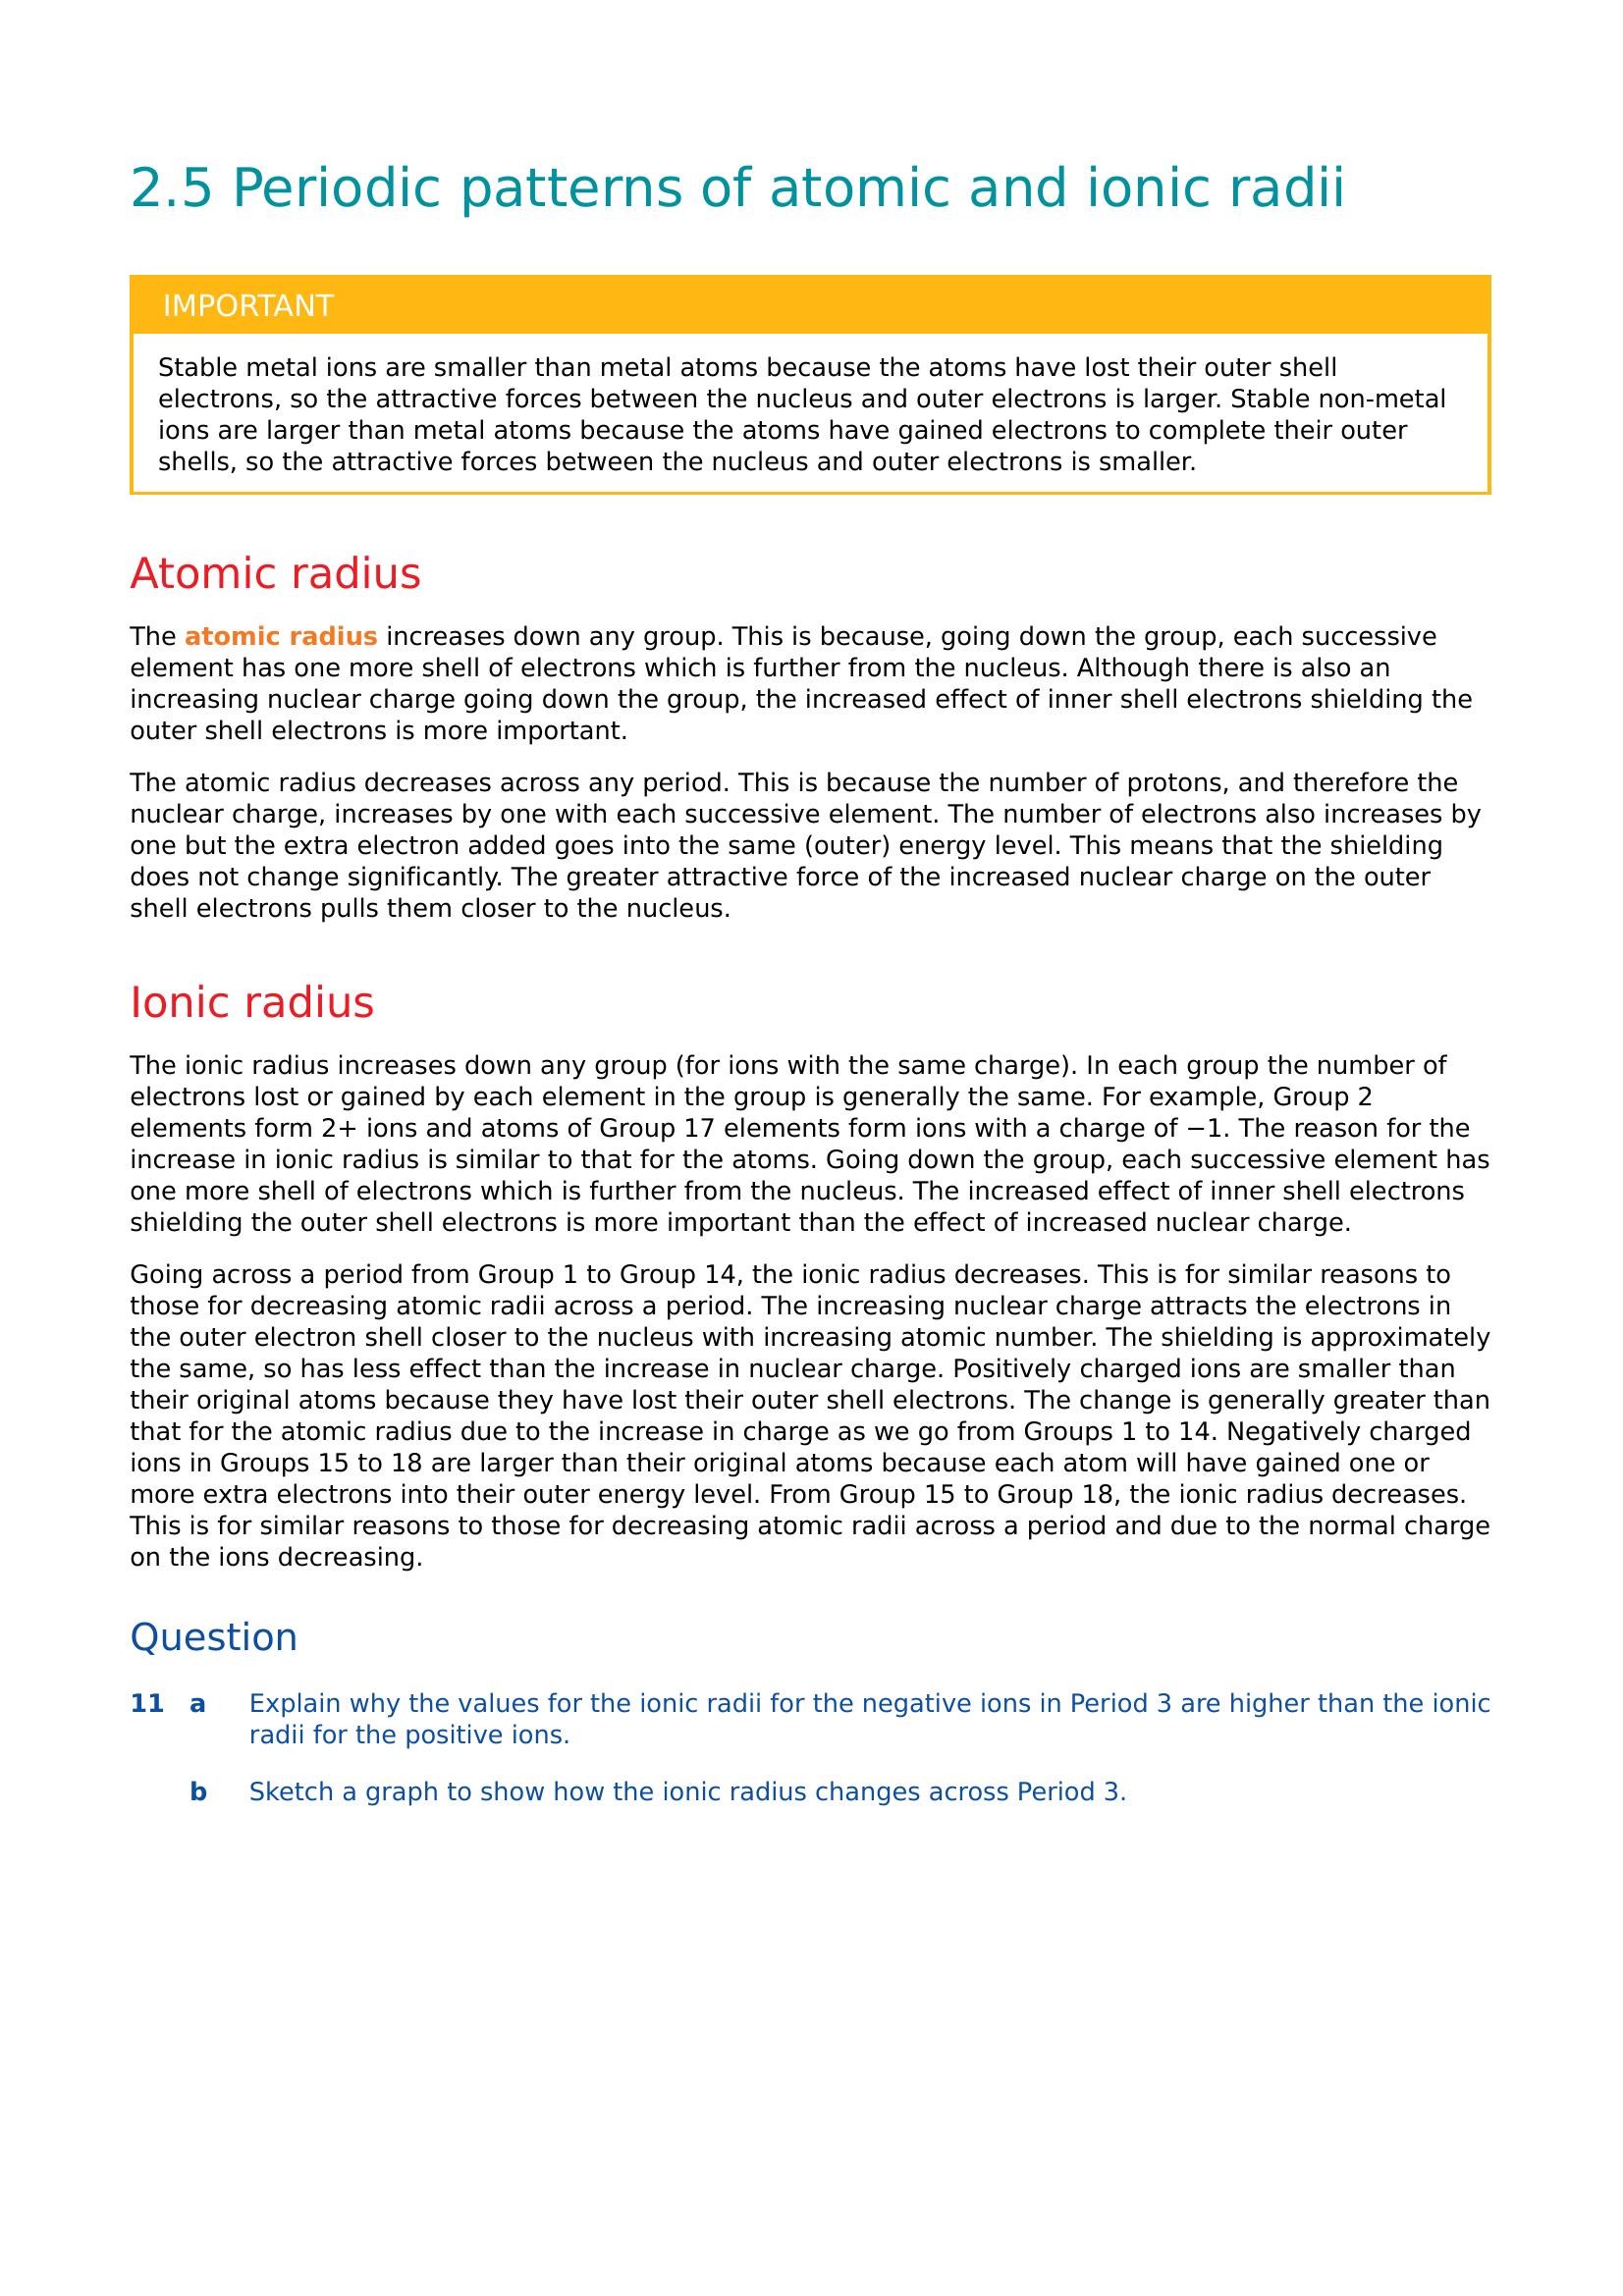 2.5 Periodic patterns of atomic and ionic radii
IMPORTANT
Stable metal ions are smaller than metal atoms because the atoms have lost their outer shell
electrons, so the attractive forces between the nucleus and outer electrons is larger. Stable non-metal
ions are larger than metal atoms because the atoms have gained electrons to complete their outer
shells, so the attractive forces between the nucleus and outer electrons is smaller.
Atomic radius
The atomic radius increases down any group. This is because, going down the group, each successive
element has one more shell of electrons which is further from the nucleus. Although there is also an
increasing nuclear charge going down the group, the increased effect of inner shell electrons shielding the
outer shell electrons is more important.
The atomic radius decreases across any period. This is because the number of protons, and therefore the
nuclear charge, increases by one with each successive element. The number of electrons also increases by
one but the extra electron added goes into the same (outer) energy level. This means that the shielding
does not change significantly. The greater attractive force of the increased nuclear charge on the outer
shell electrons pulls them closer to the nucleus.
Ionic radius
The ionic radius increases down any group (for ions with the same charge). In each group the number of
electrons lost or gained by each element in the group is generally the same. For example, Group 2
elements form 2+ ions and atoms of Group 17 elements form ions with a charge of −1. The reason for the
increase in ionic radius is similar to that for the atoms. Going down the group, each successive element has
one more shell of electrons which is further from the nucleus. The increased effect of inner shell electrons
shielding the outer shell electrons is more important than the effect of increased nuclear charge.
Going across a period from Group 1 to Group 14, the ionic radius decreases. This is for similar reasons to
those for decreasing atomic radii across a period. The increasing nuclear charge attracts the electrons in
the outer electron shell closer to the nucleus with increasing atomic number. The shielding is approximately
the same, so has less effect than the increase in nuclear charge. Positively charged ions are smaller than
their original atoms because they have lost their outer shell electrons. The change is generally greater than
that for the atomic radius due to the increase in charge as we go from Groups 1 to 14. Negatively charged
ions in Groups 15 to 18 are larger than their original atoms because each atom will have gained one or
more extra electrons into their outer energy level. From Group 15 to Group 18, the ionic radius decreases.
This is for similar reasons to those for decreasing atomic radii across a period and due to the normal charge
on the ions decreasing.
Question
11 a Explain why the values for the ionic radii for the negative ions in Period 3 are higher than the ionic
radii for the positive ions.
b Sketch a graph to show how the ionic radius changes across Period 3.